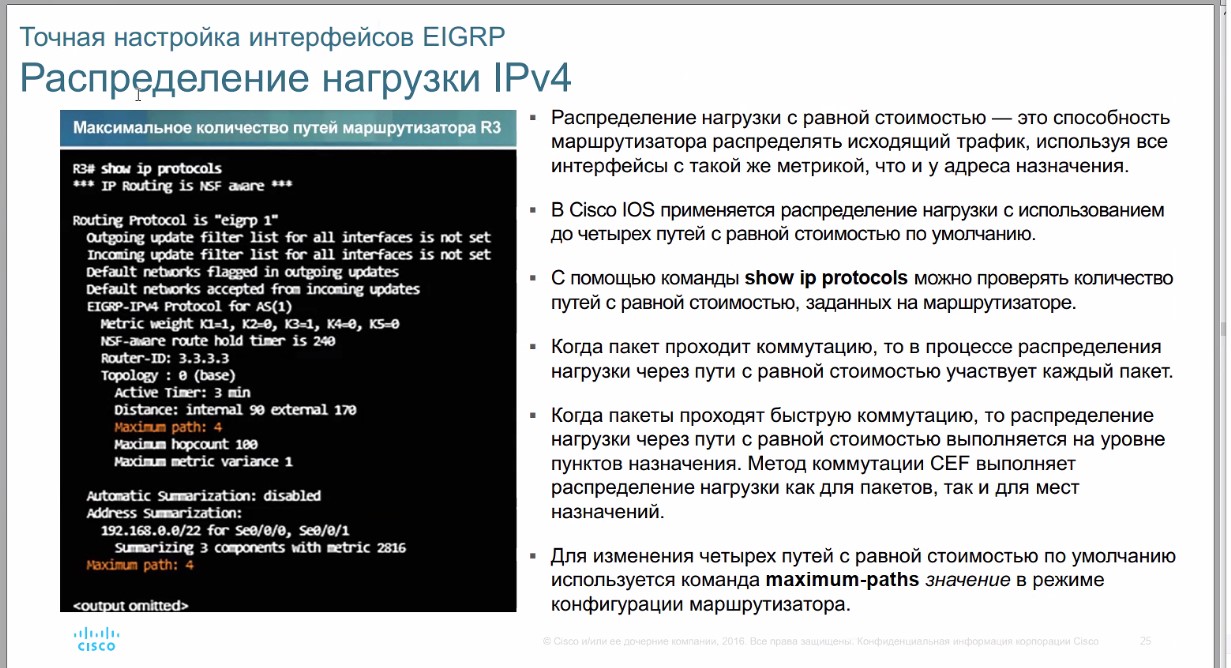 Точная настройка интерфейсов EIGRP
Распределение нагрузки IPv4
Максимальное количество путей маршрутизатора R3
R3# show ip protocols
*** IP Routing is NSF aware ***
Routing Protocol is "eigrp 1"
Outgoing update filter list for all interfaces is not set
Incoming update filter list for all interfaces is not set
Default networks flagged in outgoing updates
Default networks accepted from incoming updates
EIGRP-IPv4 Protocol for AS(1)
Metric weight K1=1, K2=0, K3=1, K4=0, K5=0
NSF-aware route hold timer is 240
Router-ID: 3.3.3.3
Topology : 0 (base)
Active Timer: 3 min
Distance: internal 90 external 170
Maximum path: 4
Maximum hopcount 100
Maximum metric variance 1
Automatic Summarization: disabled
Address Summarization:
192.168.0.0/22 for Se0/0/0, Se0/0/1
Summarizing 3 components with metric 2816
Maximum path: 4
<output omitted>
▪ Распределение нагрузки с равной стоимостью — это способность
маршрутизатора распределять исходящий трафик, используя все
интерфейсы с такой же метрикой, что и у адреса назначения.
▪ В Cisco IOS применяется распределение нагрузки с использованием
до четырех путей с равной стоимостью по умолчанию.
▪ С помощью команды show ip protocols можно проверять количество
путей с равной стоимостью, заданных на маршрутизаторе.
▪ Когда пакет проходит коммутацию, то в процессе распределения
нагрузки через пути с равной стоимостью участвует каждый пакет.
▪ Когда пакеты проходят быструю коммутацию, то распределение
нагрузки через пути с равной стоимостью выполняется на уровне
пунктов назначения. Метод коммутации CEF выполняет
распределение нагрузки как для пакетов, так и для мест
назначений.
▪ Для изменения четырех путей с равной стоимостью по умолчанию
используется команда maximum-paths значение в режиме
конфигурации маршрутизатора.
CISCO
© Cisco и/или ее дочерние компании, 2016. Все права защищены. Конфиденциальная информация корпорации Cisco
25